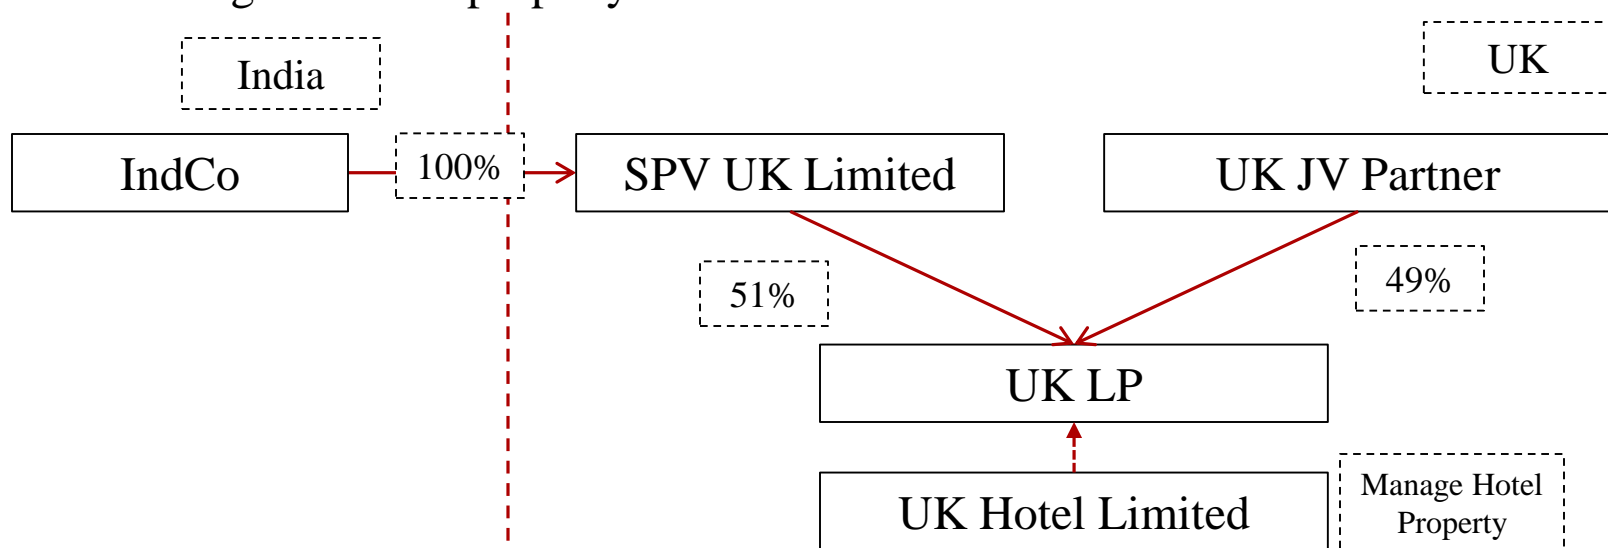 India
UK
IndCo
100%
SPV UK Limited
UK JV Partner
51%
49%
UK LP
UK Hotel Limited
Manage Hotel
Property